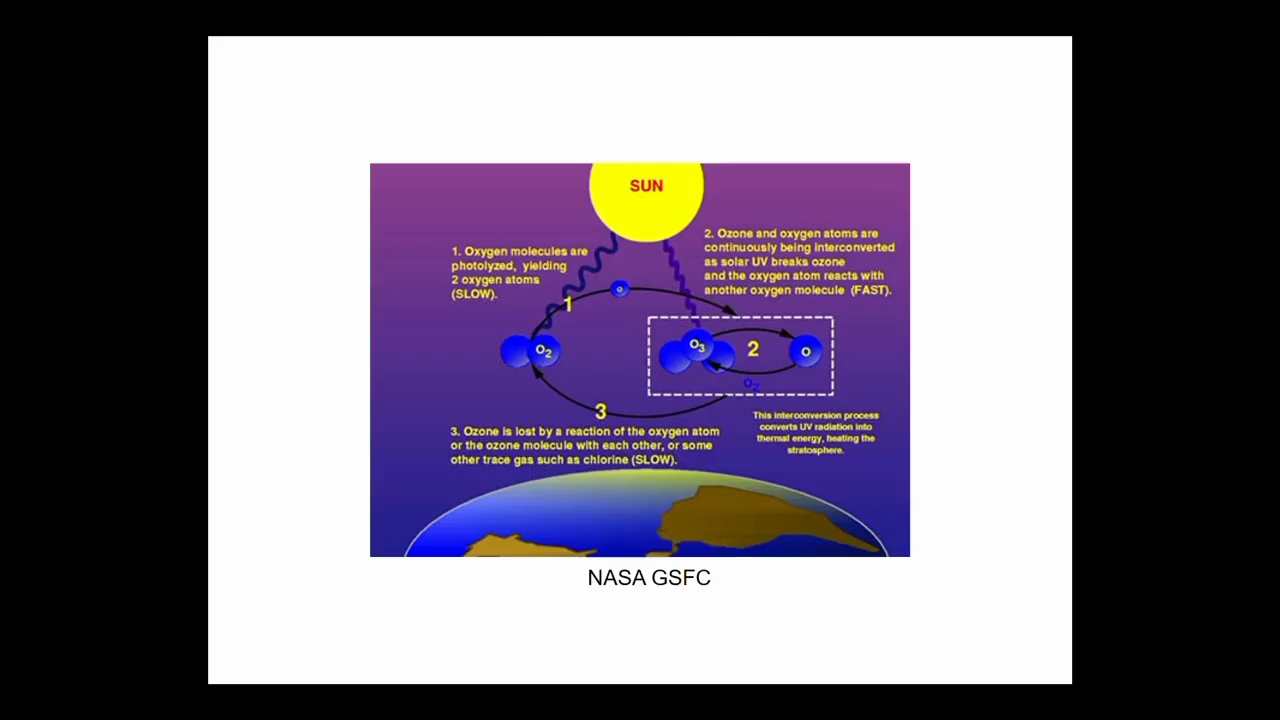 SUN
1. Oxygen molecules are
photolyzed, yielding
2 oxygen atoms
(SLOW).
2. Ozone and oxygen atoms are
continuously being interconverted
as solar UV breaks ozone
and the oxygen atom reacts with
another oxygen molecule (FAST).
O
1
O2
O3
2
O
O2
3
3. Ozone is lost by a reaction of the oxygen atom
or the ozone molecule with each other, or some
other trace gas such as chlorine (SLOW).
This interconversion process
converts UV radiation into
thermal energy, heating the
stratosphere.
NASA GSFC